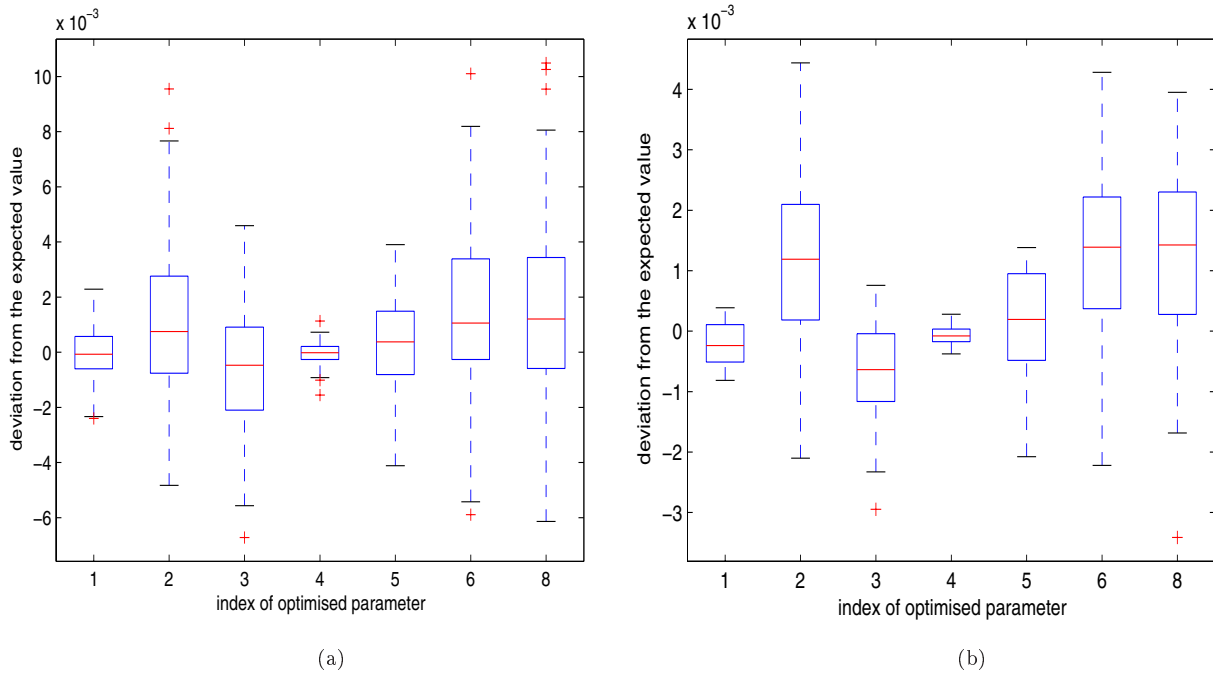 x 10⁻³
10
8
6
4
2
0
−2
−4
−6
deviation from the expected value
1 2 3 4 5 6 8
index of optimised parameter
(a)
x 10⁻³
4
3
2
1
0
−1
−2
−3
deviation from the expected value
1 2 3 4 5 6 8
index of optimised parameter
(b)